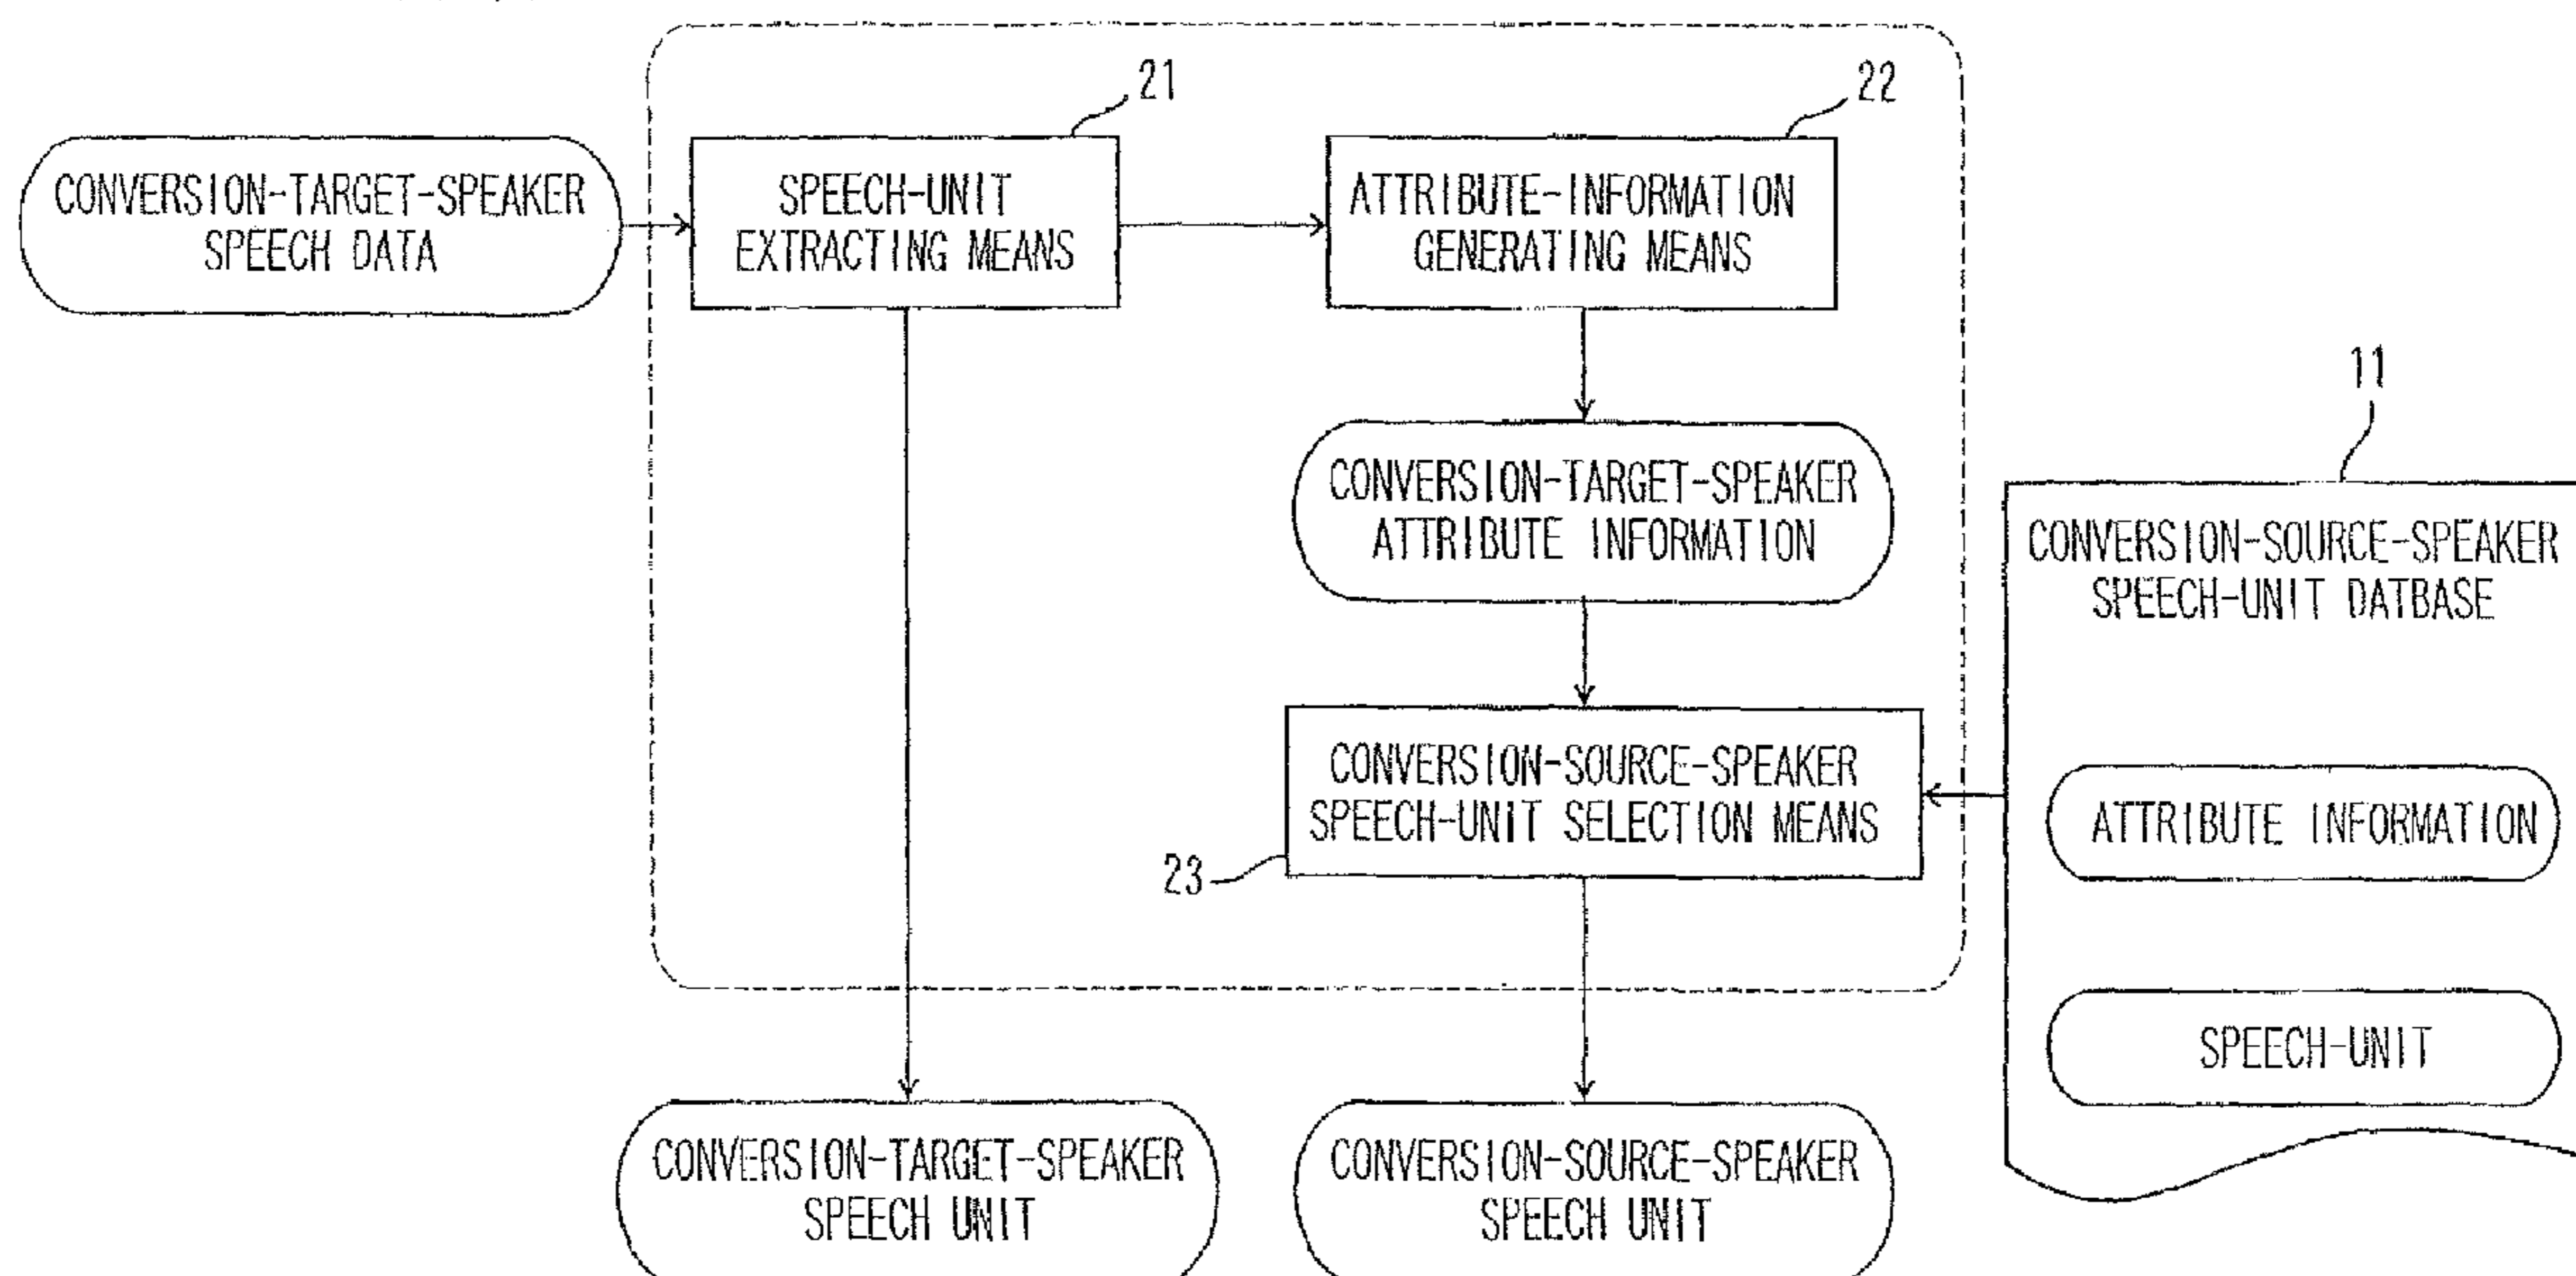 21
22
CONVERSION-TARGET-SPEAKER
SPEECH DATA
SPEECH-UNIT
EXTRACTING MEANS
ATTRIBUTE-INFORMATION
GENERATING MEANS
11
CONVERSION-TARGET-SPEAKER
ATTRIBUTE INFORMATION
CONVERSION-SOURCE-SPEAKER
SPEECH-UNIT DATBASE
CONVERSION-SOURCE-SPEAKER
SPEECH-UNIT SELECTION MEANS
23
ATTRIBUTE INFORMATION
SPEECH-UNIT
CONVERSION-TARGET-SPEAKER
SPEECH UNIT
CONVERSION-SOURCE-SPEAKER
SPEECH UNIT